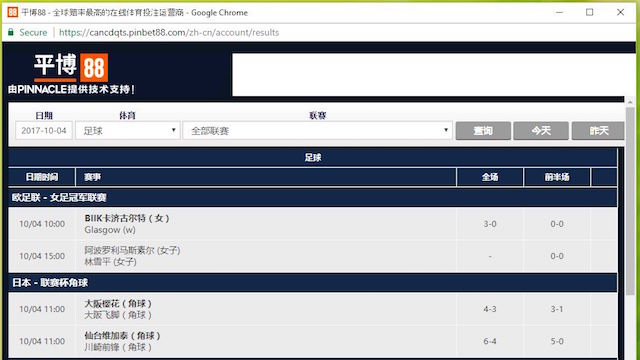 平博88 - 全球赔率最高的在线体育投注运营商 - Google Chrome
Secure https://cancdqts.pinbet88.com/zh-cn/account/results
平博 88
由PINNACLE提供技术支持!
日期 体育 联赛
2017-10-04 足球 全部联赛 查询 今天 昨天
足球
日期时间 赛事 全场 前半场
欧足联 - 女足冠军联赛
10/04 10:00 BIIK卡济古尔特 ( 女 ) 3-0 0-0
Glasgow (w)
10/04 15:00 阿波罗利马斯素尔 (女子) - 0-0
林雪平 (女子)
日本 - 联赛杯角球
10/04 11:00 大阪樱花 ( 角球 ) 4-3 3-1
大阪飞脚 ( 角球 )
10/04 11:00 仙台维加泰 ( 角球 ) 6-4 5-0
川崎前锋 ( 角球 )